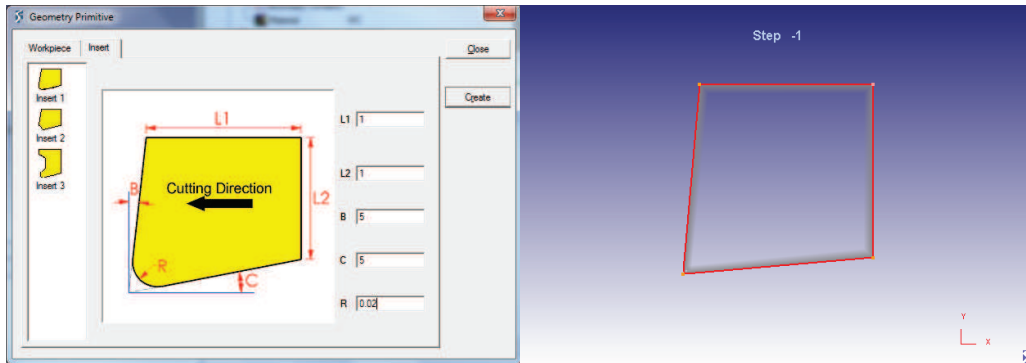 Geometry Primitive
Workpiece
Insert
Close
Create
Insert 1
Insert 2
Insert 3
L1
Cutting Direction
B
L2
R
C
L1 1
L2 1
B 5
C 5
R 0.02
Step -1
Y
X